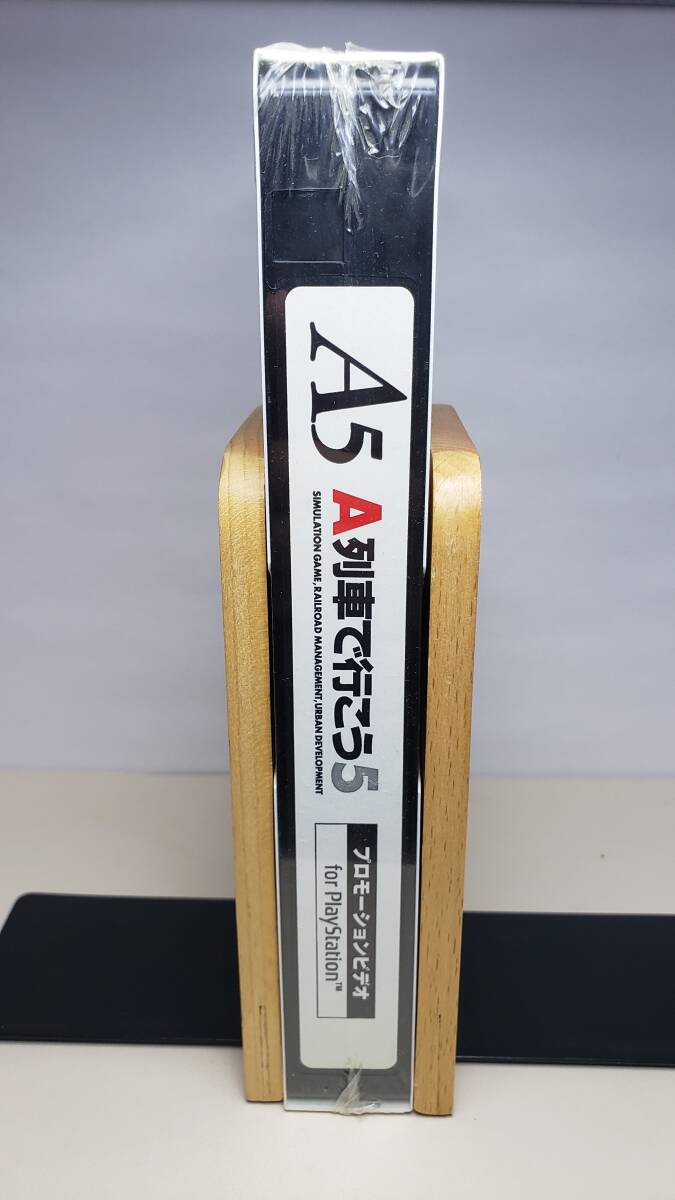 A5
A列車で行こう5
SIMULATION GAME, RAILROAD MANAGEMENT, URBAN DEVELOPMENT
プロモーションビデオ
for PlayStation™